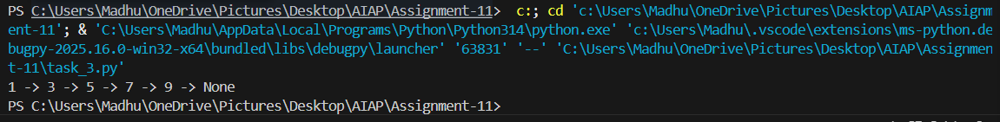 PS C:\Users\Madhu\OneDrive\Pictures\Desktop\AIAP\Assignment-11>  c:; cd 'c:\Users\Madhu\OneDrive\Pictures\Desktop\AIAP\Assignm
ent-11'; & 'C:\Users\Madhu\AppData\Local\Programs\Python\Python314\python.exe' 'c:\Users\Madhu\.vscode\extensions\ms-python.de
bugpy-2025.16.0-win32-x64\bundled\libs\debugpy\launcher' '63831' '--' 'C:\Users\Madhu\OneDrive\Pictures\Desktop\AIAP\Assignmen
t-11\task_3.py'
1 -> 3 -> 5 -> 7 -> 9 -> None
PS C:\Users\Madhu\OneDrive\Pictures\Desktop\AIAP\Assignment-11>